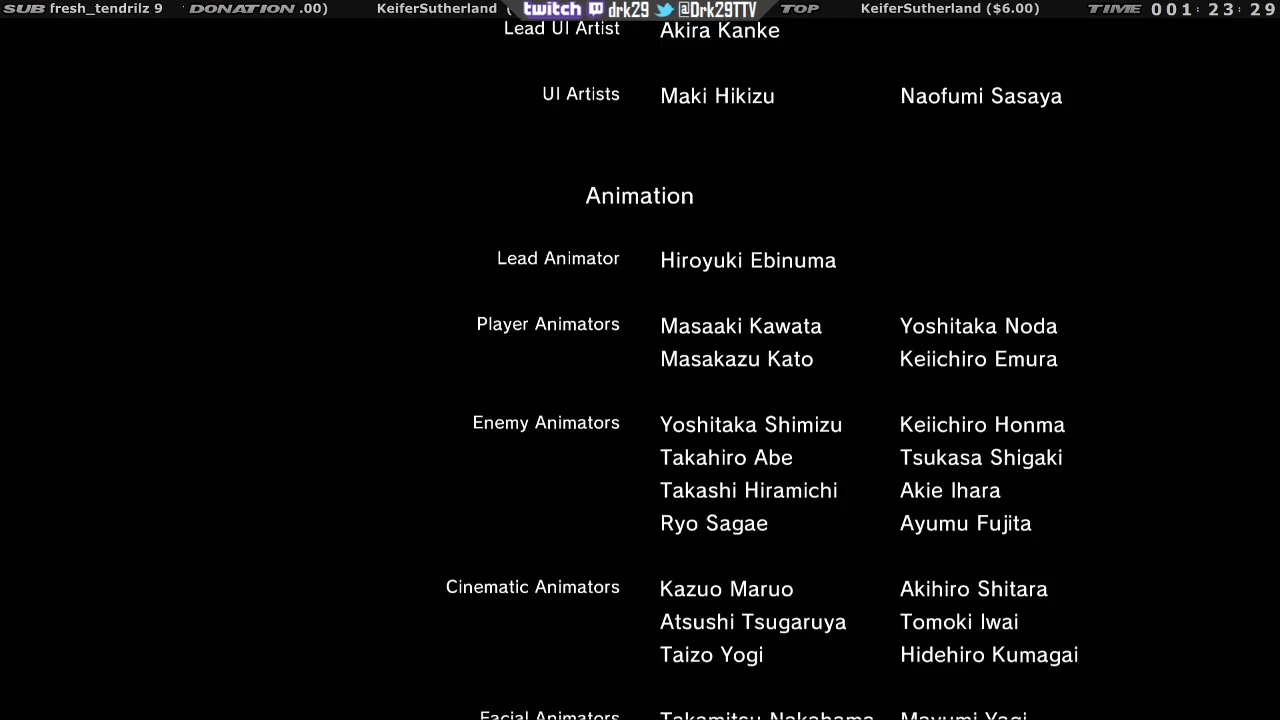 SUB fresh_tendrilz 9 DONATION .00) KeiferSutherland twitch drk29 @Drk29TTV TOP KeiferSutherland ($6.00) TIME 001:23:29
Lead UI Artist Akira Kanke
UI Artists Maki Hikizu Naofumi Sasaya
Animation
Lead Animator Hiroyuki Ebinuma
Player Animators Masaaki Kawata Yoshitaka Noda
Masakazu Kato Keiichiro Emura
Enemy Animators Yoshitaka Shimizu Keiichiro Honma
Takahiro Abe Tsukasa Shigaki
Takashi Hiramichi Akie Ihara
Ryo Sagae Ayumu Fujita
Cinematic Animators Kazuo Maruo Akihiro Shitara
Atsushi Tsugaruya Tomoki Iwai
Taizo Yogi Hidehiro Kumagai
Facial Animators Takamitsu Nakahama Mayumi Yagi